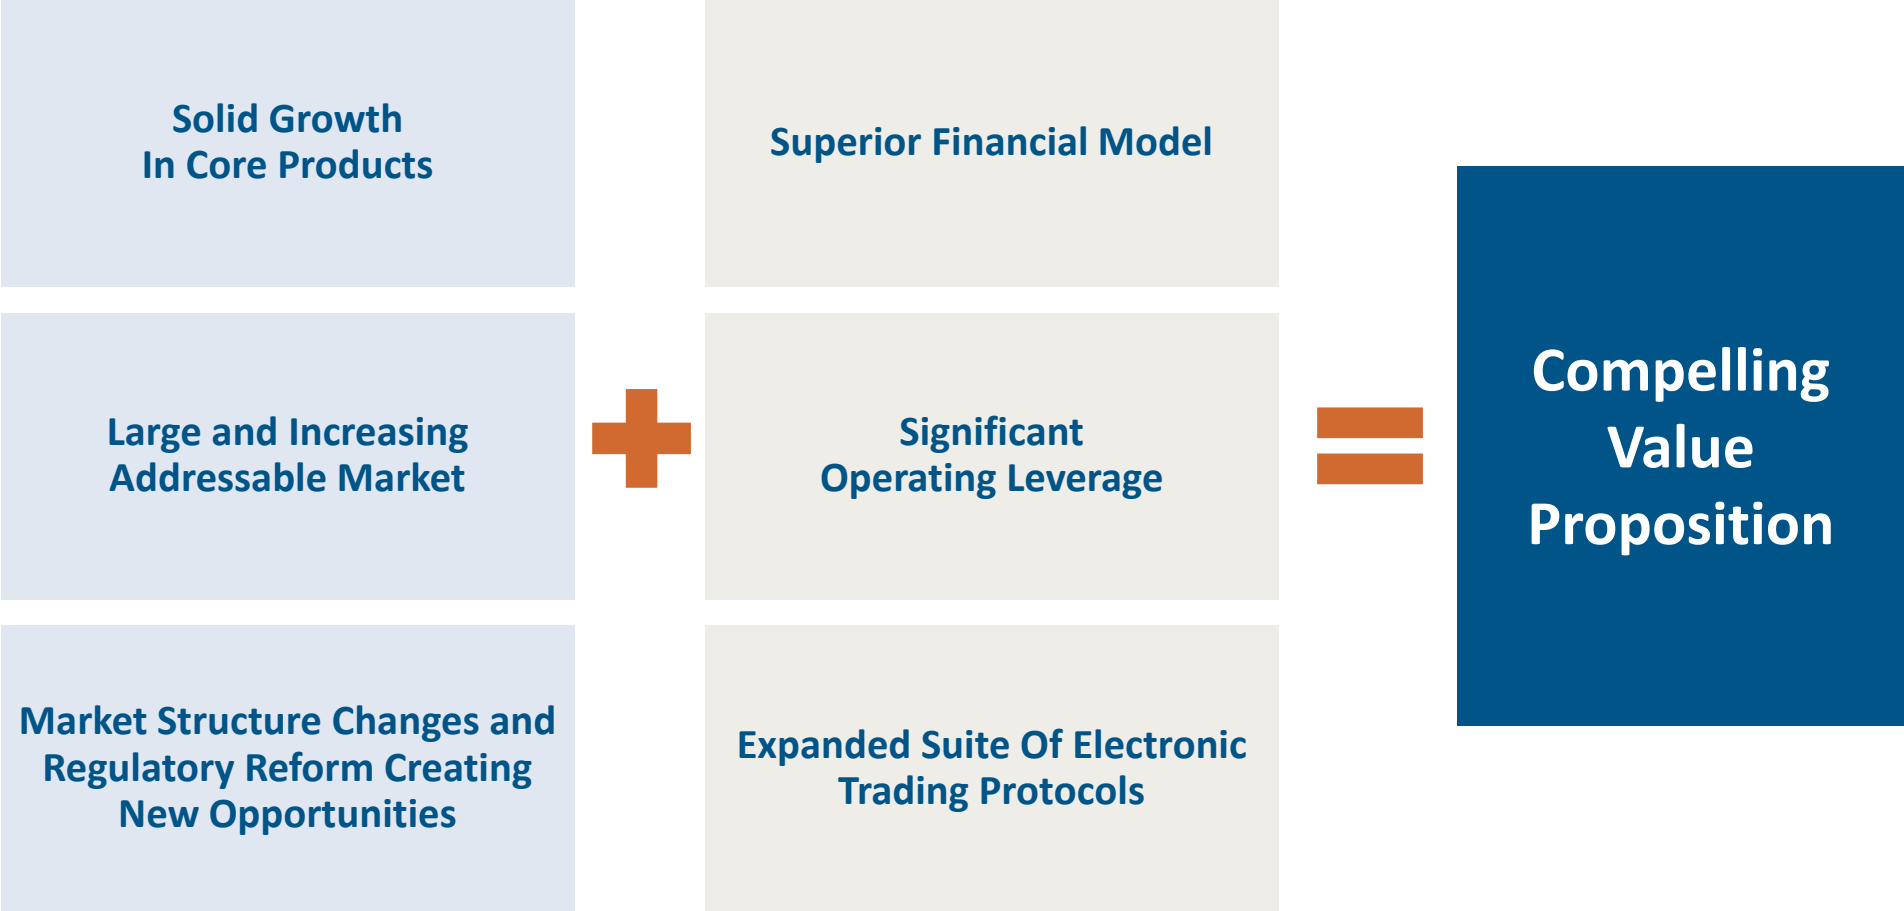 Solid Growth
In Core Products
Superior Financial Model
Large and Increasing
Addressable Market
Significant
Operating Leverage
Market Structure Changes and
Regulatory Reform Creating
New Opportunities
Expanded Suite Of Electronic
Trading Protocols
Compelling
Value
Proposition